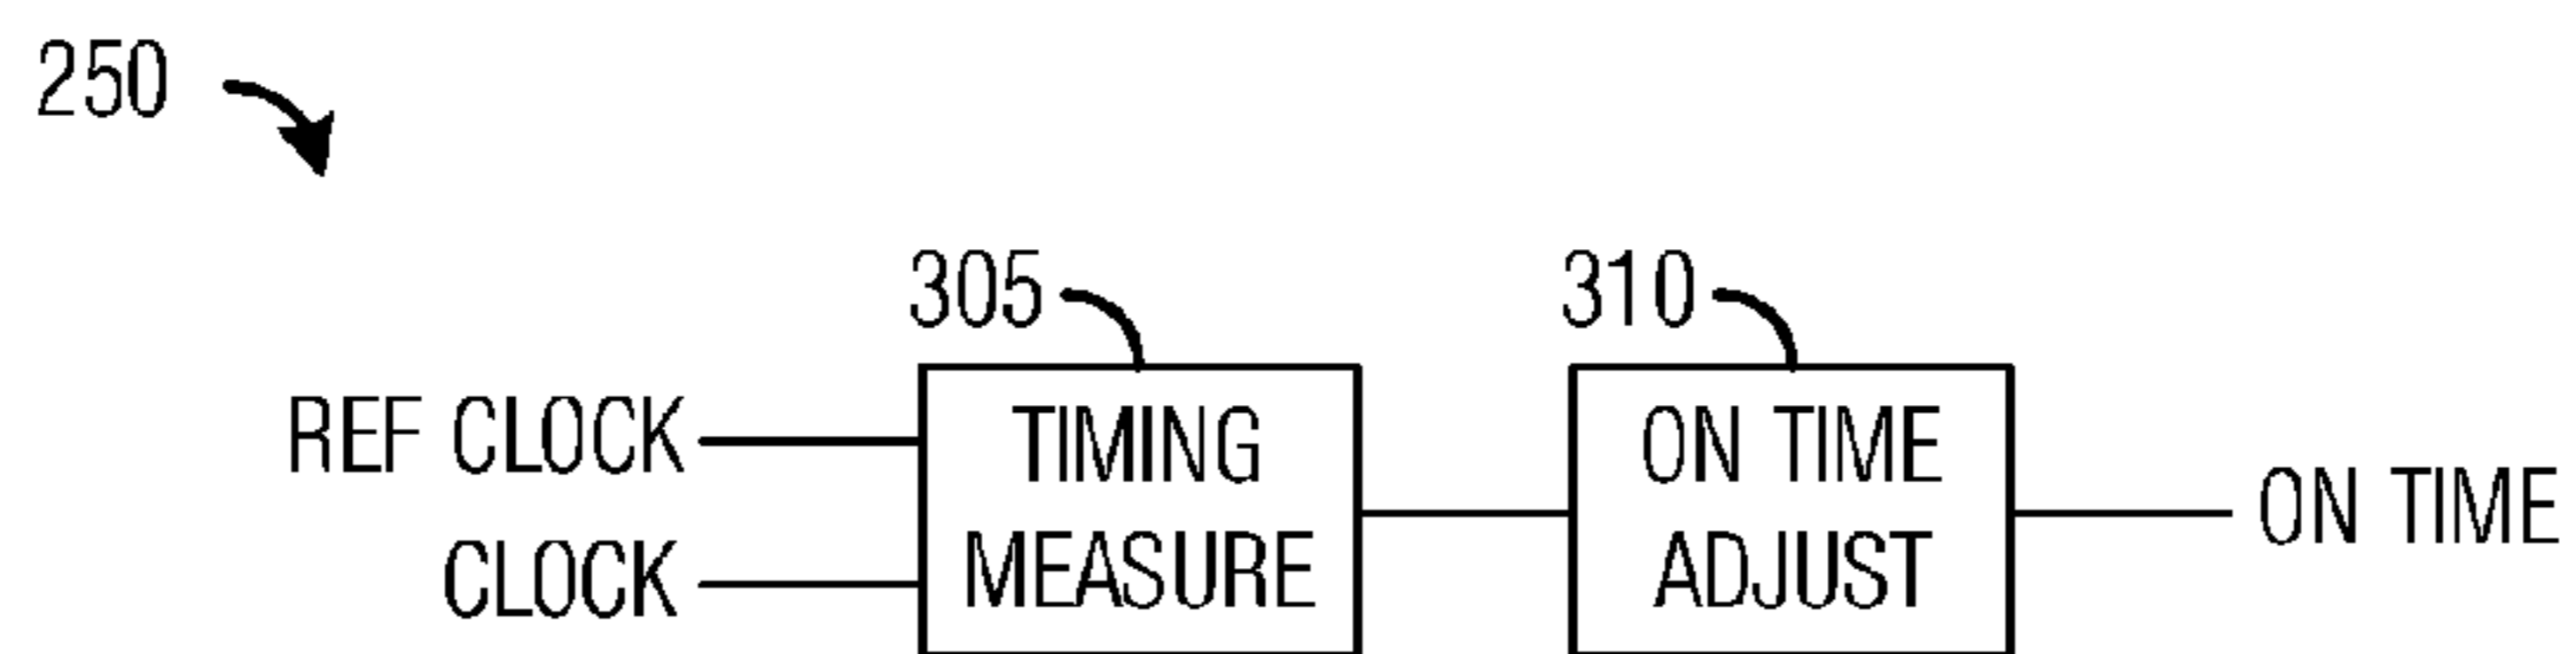 250
305
310
REF CLOCK
CLOCK
TIMING
MEASURE
ON TIME
ADJUST
ON TIME